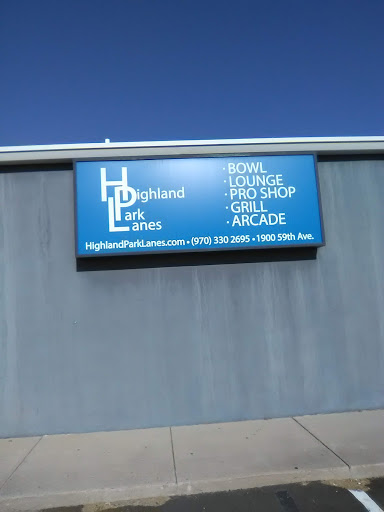 Highland
Park
Lanes
· BOWL
· LOUNGE
· PRO SHOP
· GRILL
· ARCADE
HighlandParkLanes.com • (970) 330 2695 • 1900 59th Ave.